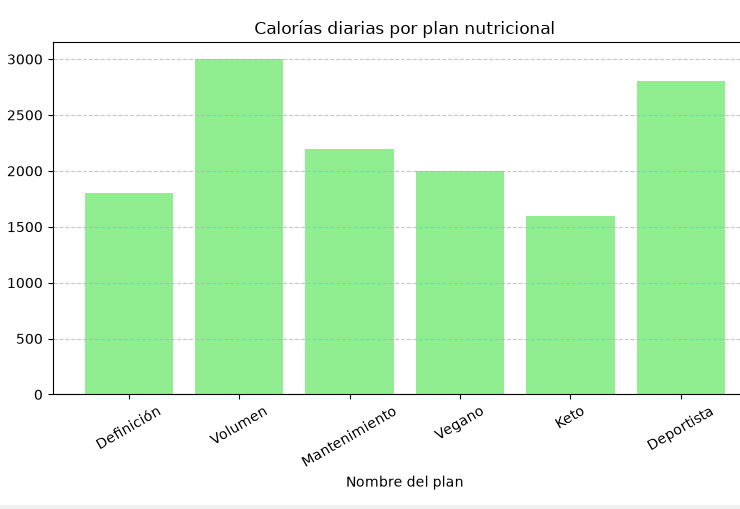 Calorías diarias por plan nutricional
3000
2500
2000
1500
1000
500
0
Definición
Volumen
Mantenimiento
Vegano
Keto
Deportista
Nombre del plan